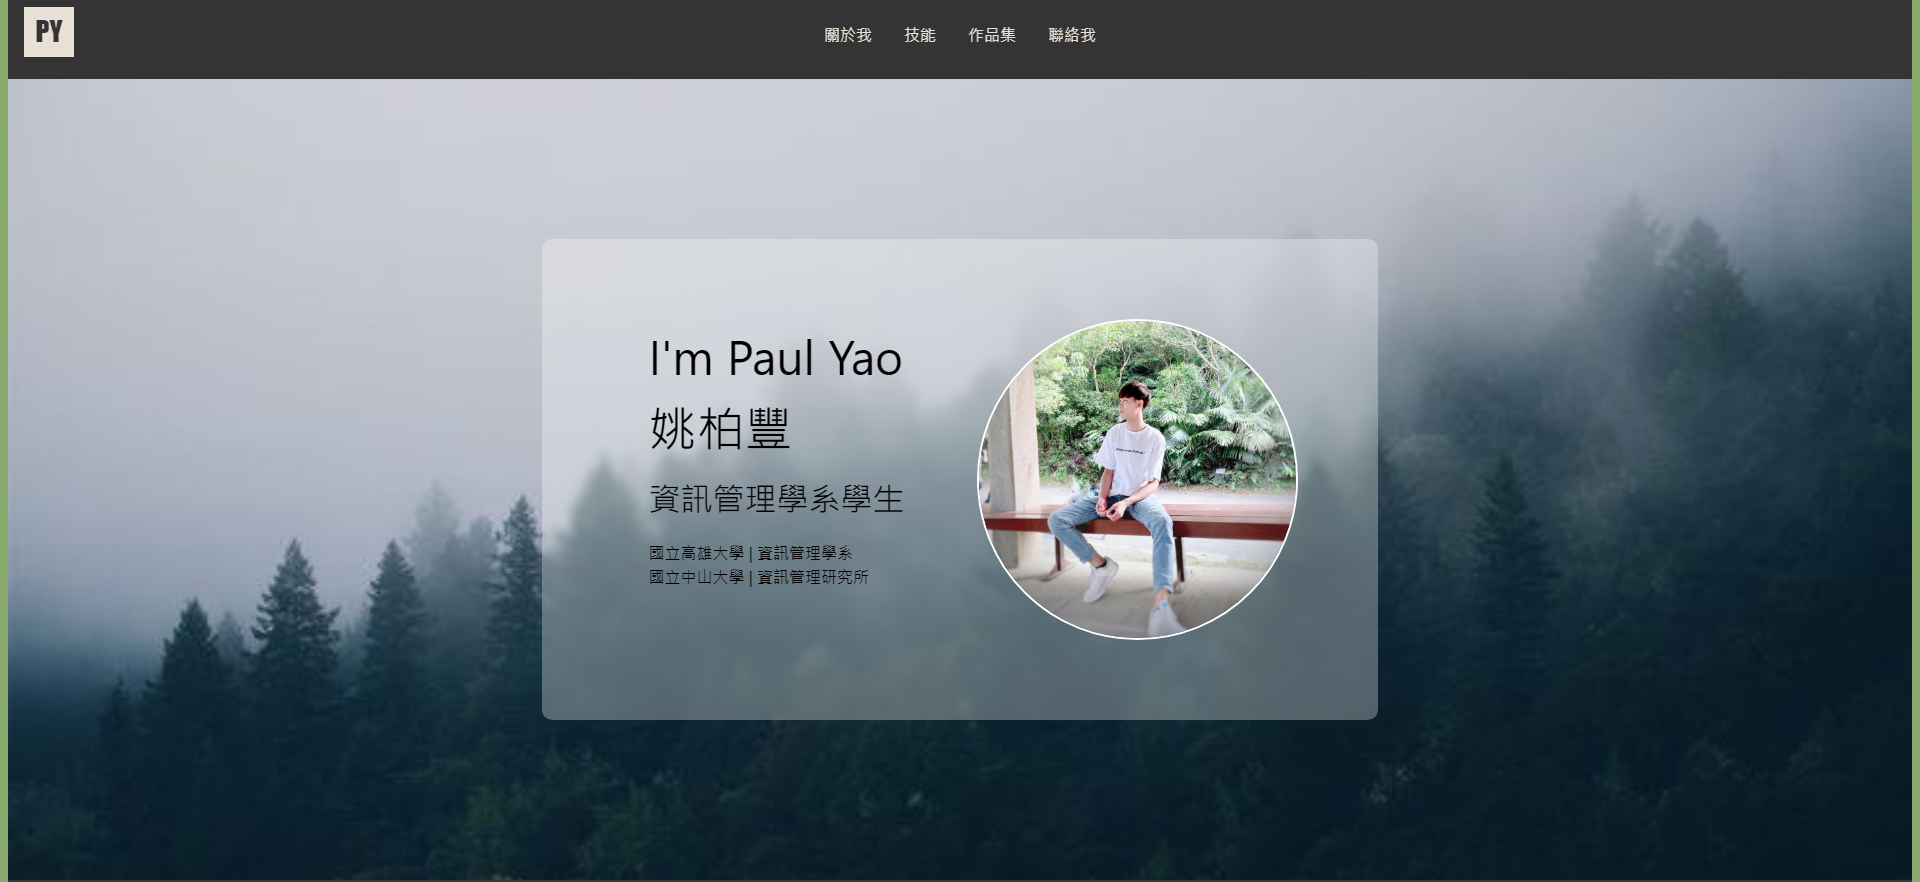 PY
關於我 技能 作品集 聯絡我
I'm Paul Yao
姚柏豐
資訊管理學系學生
國立高雄大學 | 資訊管理學系
國立中山大學 | 資訊管理研究所